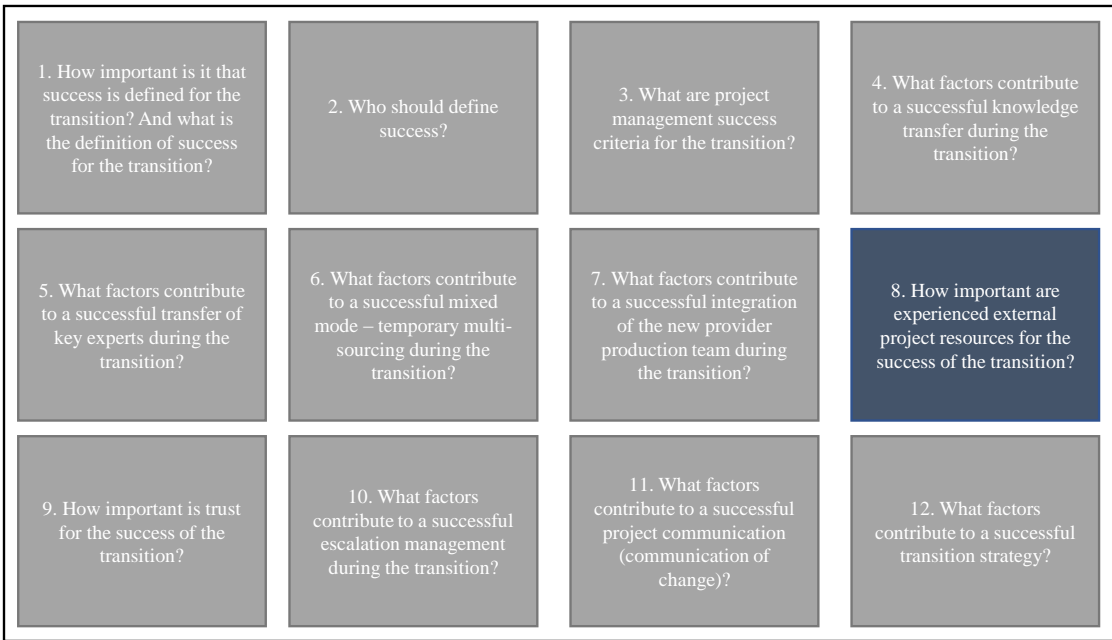 1. How important is it that
success is defined for the
transition? And what is
the definition of success
for the transition?
2. Who should define
success?
3. What are project
management success
criteria for the transition?
4. What factors contribute
to a successful knowledge
transfer during the
transition?
5. What factors contribute
to a successful transfer of
key experts during the
transition?
6. What factors contribute
to a successful mixed
mode – temporary multi-
sourcing during the
transition?
7. What factors contribute
to a successful integration
of the new provider
production team during
the transition?
8. How important are
experienced external
project resources for the
success of the transition?
9. How important is trust
for the success of the
transition?
10. What factors
contribute to a successful
escalation management
during the transition?
11. What factors
contribute to a successful
project communication
(communication of
change)?
12. What factors
contribute to a successful
transition strategy?